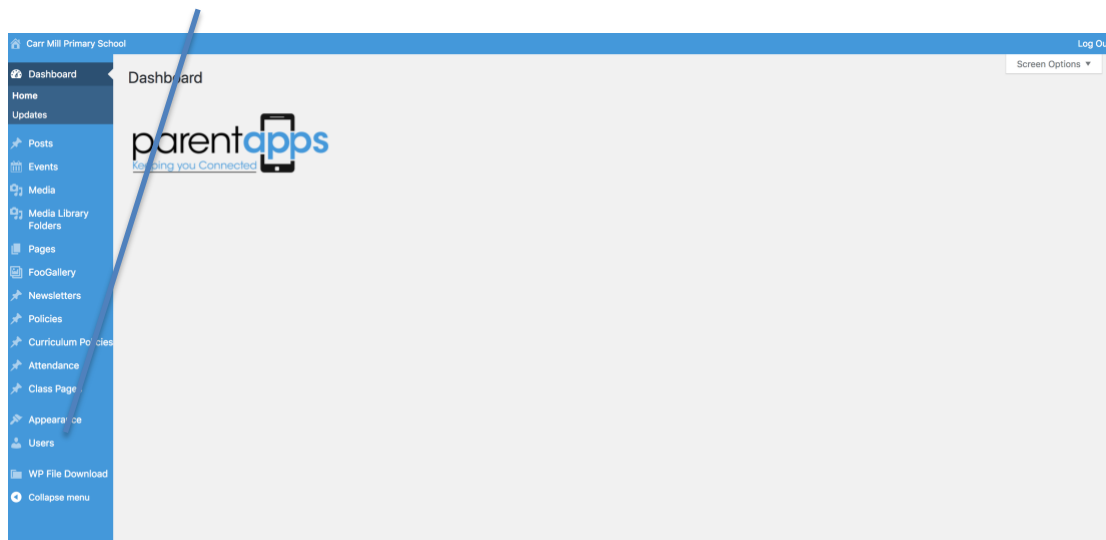 Carr Mill Primary School
Log Ou
Screen Options ▼
Dashboard
Home
Updates
Posts
Events
Media
Media Library
Folders
Pages
FooGallery
Newsletters
Policies
Curriculum Policies
Attendance
Class Pages
Appearance
Users
WP File Download
Collapse menu
Dashboard
parentapps
Keeping you Connected